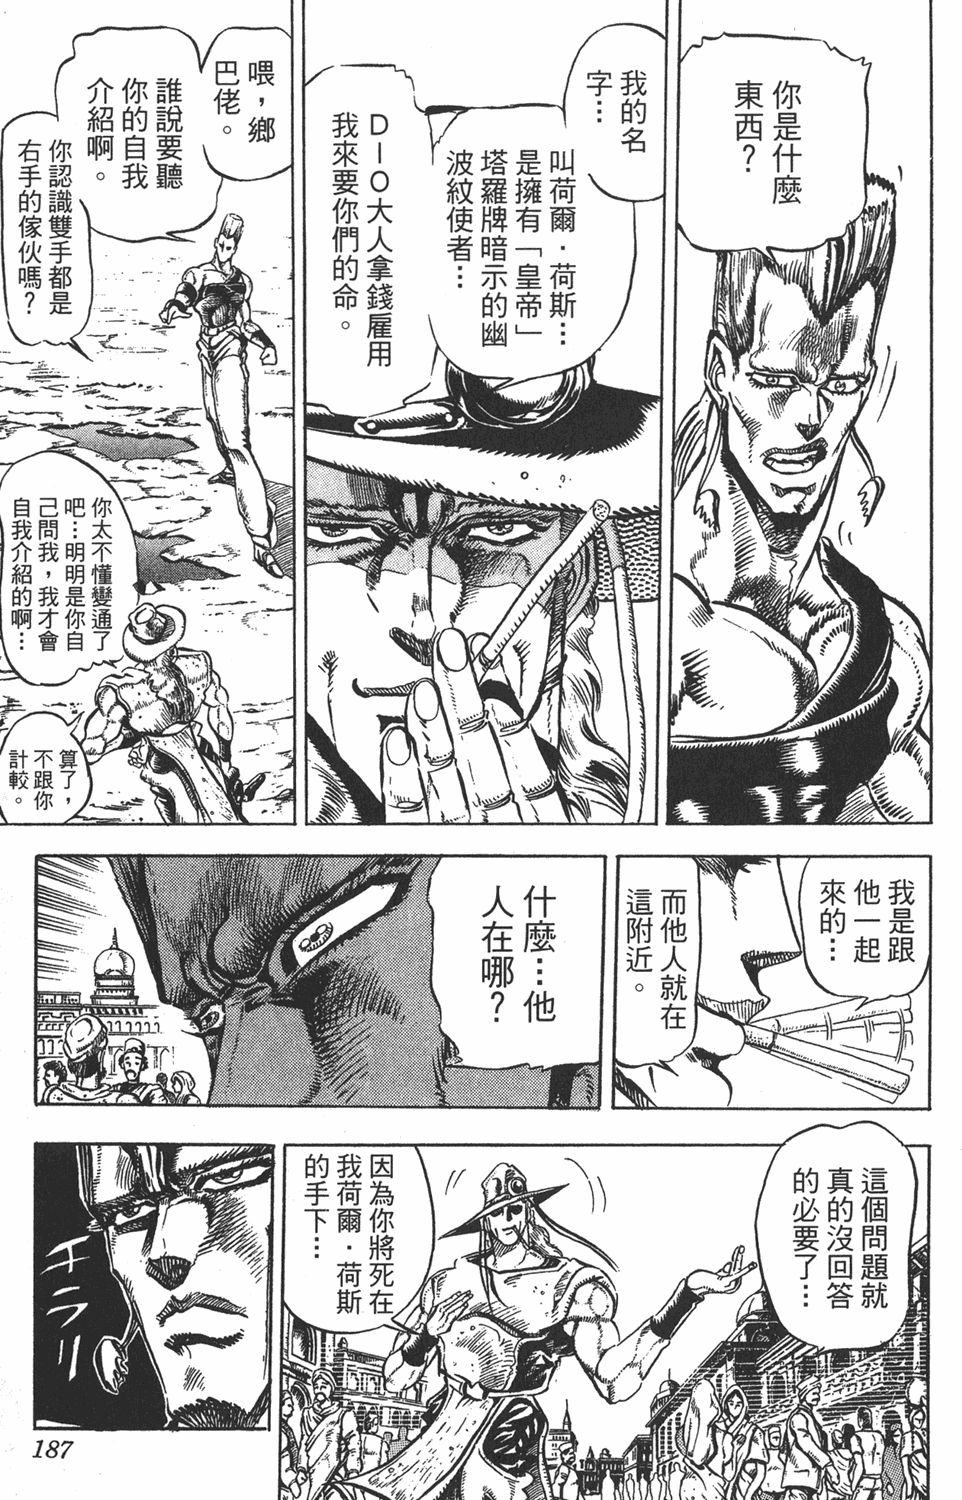 你是什麼
東西？
我的名
字…
叫荷爾．荷斯…
是擁有「皇帝」
塔羅牌暗示的幽
波紋使者…
DIO大人拿錢雇用
我來要你們的命。
喂，鄉
巴佬。
誰說要聽
你的自我
介紹啊。
你認識雙手都是
右手的傢伙嗎？
你太不懂變通了
吧…明明是你自
己問我，我才會
自我介紹的啊…
算了，
不跟你
計較。
我是跟
他一起
來的…
而他人就在
這附近。
什麼…他
人在哪？
這個問題就
真的沒回答
的必要了…
因為你將死在
我荷爾．荷斯
的手下…
チラリ
187